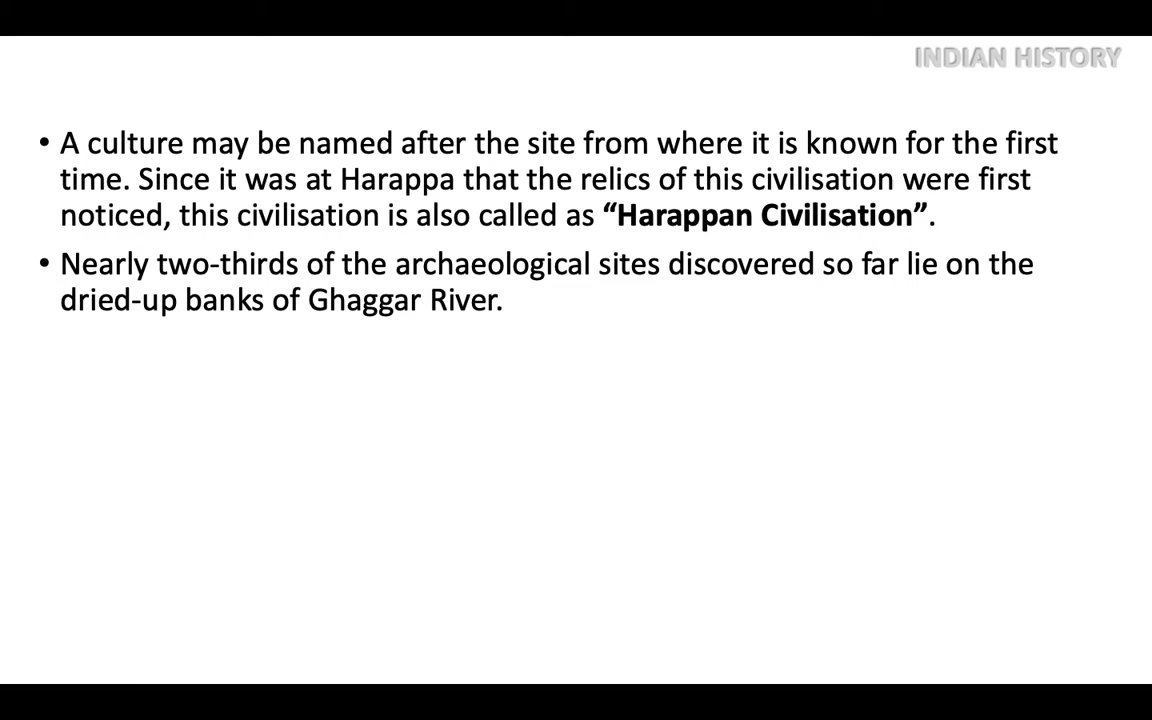 INDIAN HISTORY
• A culture may be named after the site from where it is known for the first
time. Since it was at Harappa that the relics of this civilisation were first
noticed, this civilisation is also called as “Harappan Civilisation”.
• Nearly two-thirds of the archaeological sites discovered so far lie on the
dried-up banks of Ghaggar River.